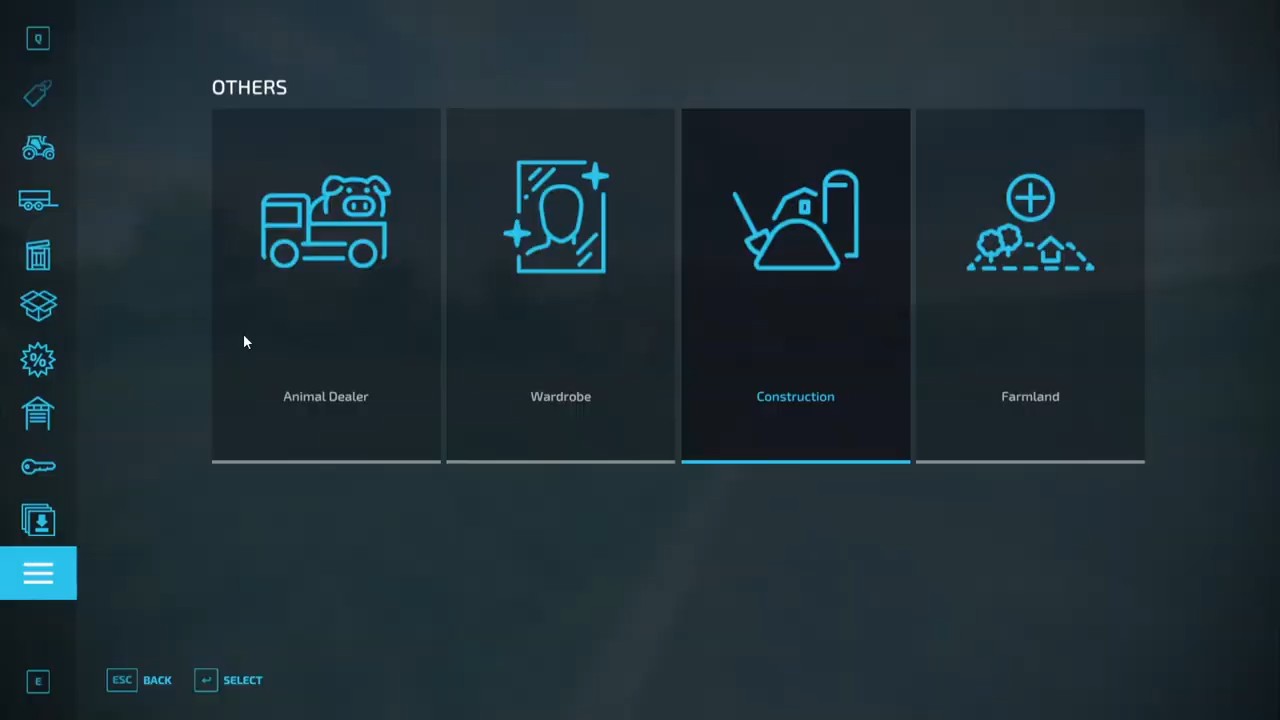 Q
OTHERS
%
Animal Dealer
Wardrobe
Construction
Farmland
E
ESC BACK
↵ SELECT